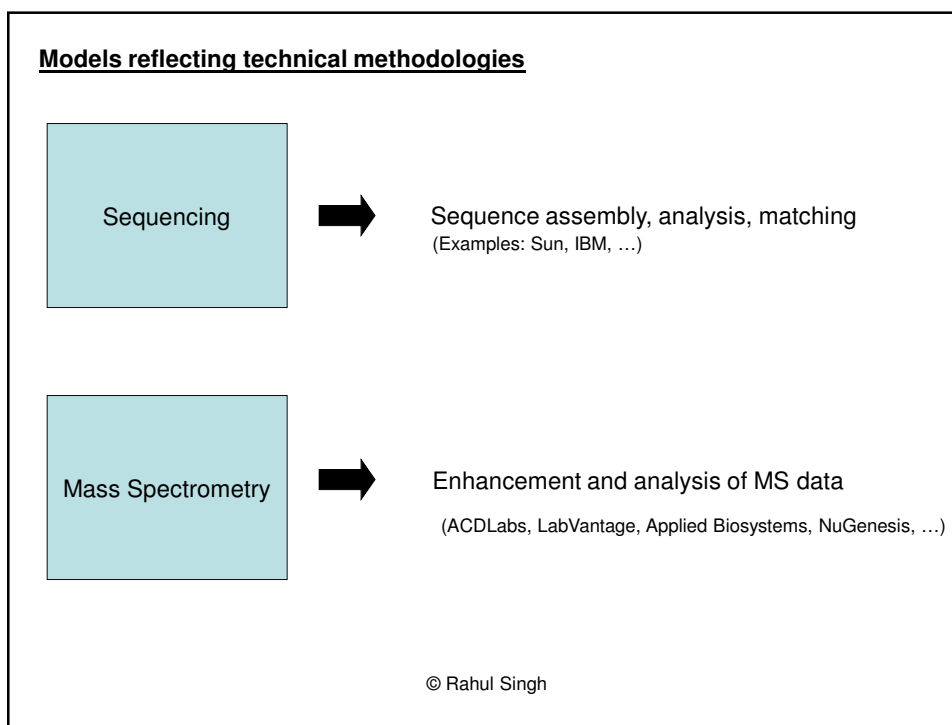 Models reflecting technical methodologies
Sequencing
Sequence assembly, analysis, matching
(Examples: Sun, IBM, …)
Mass Spectrometry
Enhancement and analysis of MS data
(ACDLabs, LabVantage, Applied Biosystems, NuGenesis, …)
© Rahul Singh